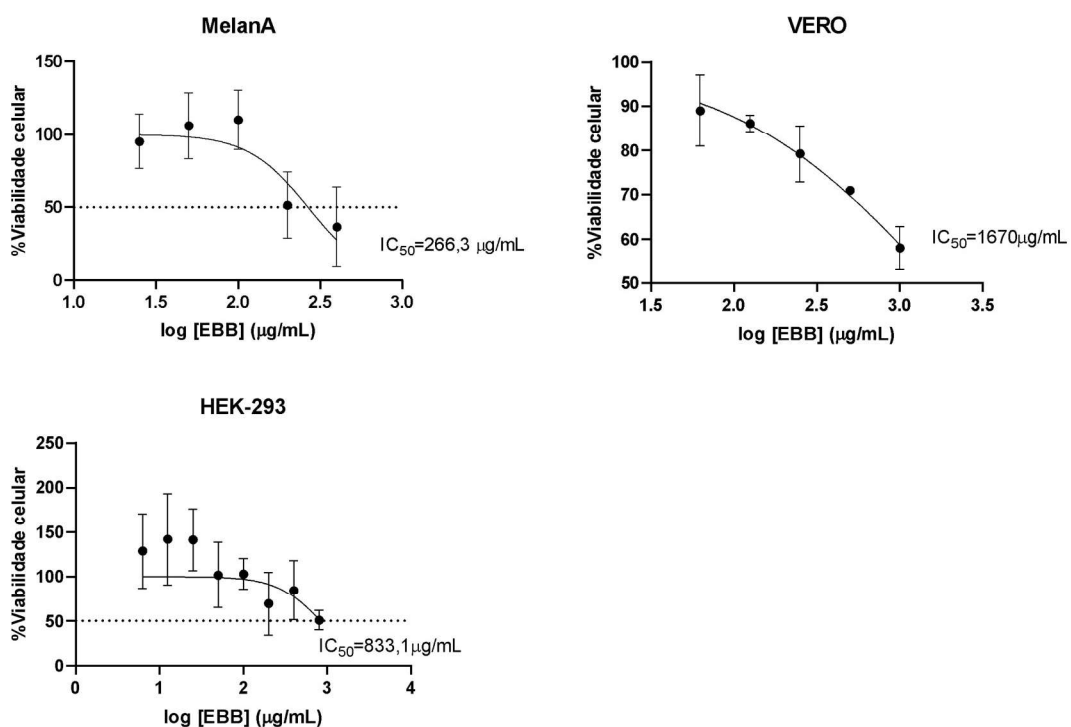 MelanA
%Viabilidade celular
150
100
50
0
1.0
1.5
2.0
2.5
3.0
log [EBB] (µg/mL)
IC50=266,3 µg/mL
VERO
%Viabilidade celular
100
90
80
70
60
50
1.5
2.0
2.5
3.0
3.5
log [EBB] (µg/mL)
IC50=1670µg/mL
HEK-293
%Viabilidade celular
250
200
150
100
50
0
0
1
2
3
4
log [EBB] (µg/mL)
IC50=833,1µg/mL